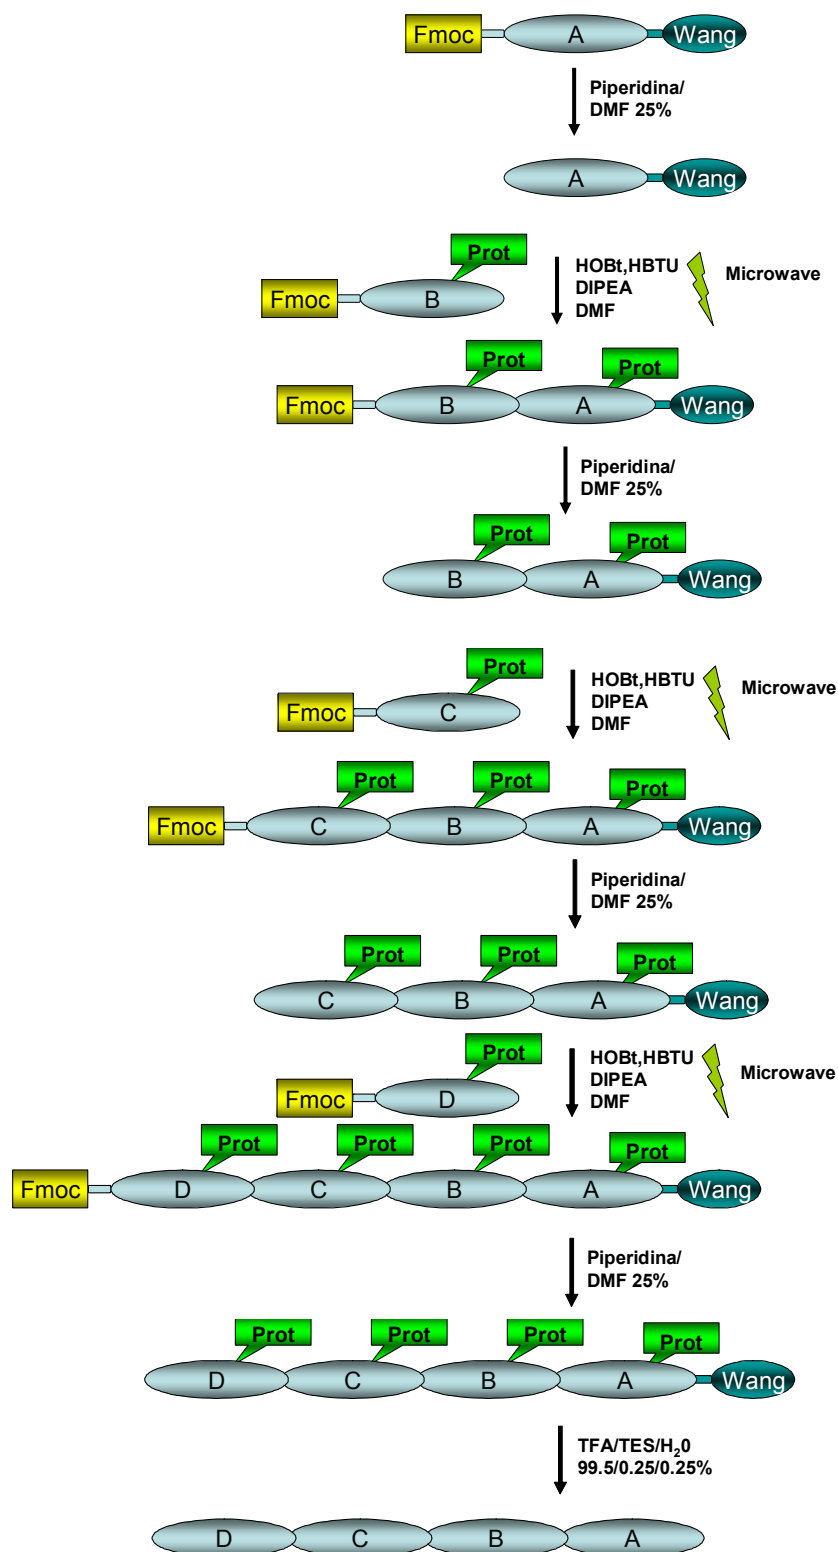 Fmoc A Wang
Piperidina/
DMF 25%
A Wang
Prot
Fmoc B
HOBt,HBTU
DIPEA
DMF
Microwave
Prot Prot
Fmoc B A Wang
Piperidina/
DMF 25%
Prot Prot
B A Wang
Prot
Fmoc C
HOBt,HBTU
DIPEA
DMF
Microwave
Prot Prot Prot
Fmoc C B A Wang
Piperidina/
DMF 25%
Prot Prot Prot
C B A Wang
Prot
Fmoc D
HOBt,HBTU
DIPEA
DMF
Microwave
Prot Prot Prot Prot
Fmoc D C B A Wang
Piperidina/
DMF 25%
Prot Prot Prot Prot
D C B A Wang
TFA/TES/H₂0
99.5/0.25/0.25%
D C B A